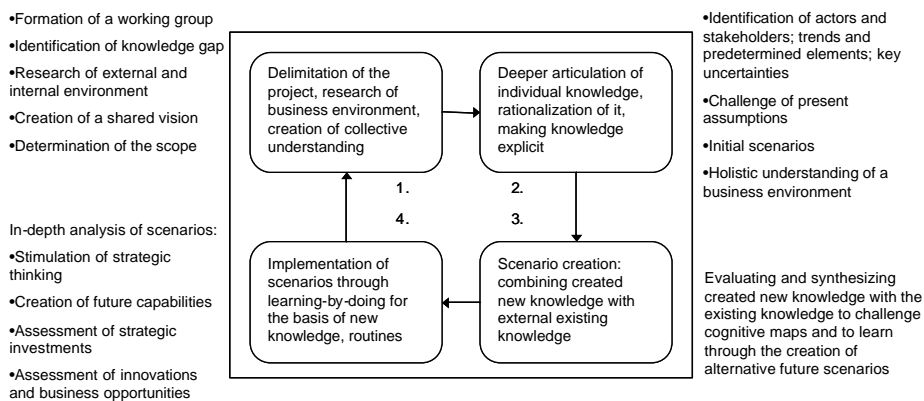 •Formation of a working group
•Identification of knowledge gap
•Research of external and
internal environment
•Creation of a shared vision
•Determination of the scope
Delimitation of the
project, research of
business environment,
creation of collective
understanding
1.
Deeper articulation of
individual knowledge,
rationalization of it,
making knowledge
explicit
2.
•Identification of actors and
stakeholders; trends and
predetermined elements; key
uncertainties
•Challenge of present
assumptions
•Initial scenarios
•Holistic understanding of a
business environment
In-depth analysis of scenarios:
•Stimulation of strategic
thinking
•Creation of future capabilities
•Assessment of strategic
investments
•Assessment of innovations
and business opportunities
4.
Implementation of
scenarios through
learning-by-doing for
the basis of new
knowledge, routines
3.
Scenario creation:
combining created
new knowledge with
external existing
knowledge
Evaluating and synthesizing
created new knowledge with the
existing knowledge to challenge
cognitive maps and to learn
through the creation of
alternative future scenarios